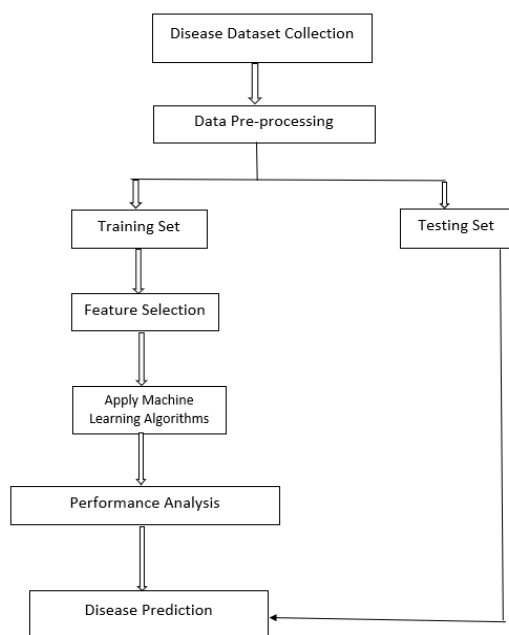 Disease Dataset Collection
Data Pre-processing
Training Set
Testing Set
Feature Selection
Apply Machine
Learning Algorithms
Performance Analysis
Disease Prediction